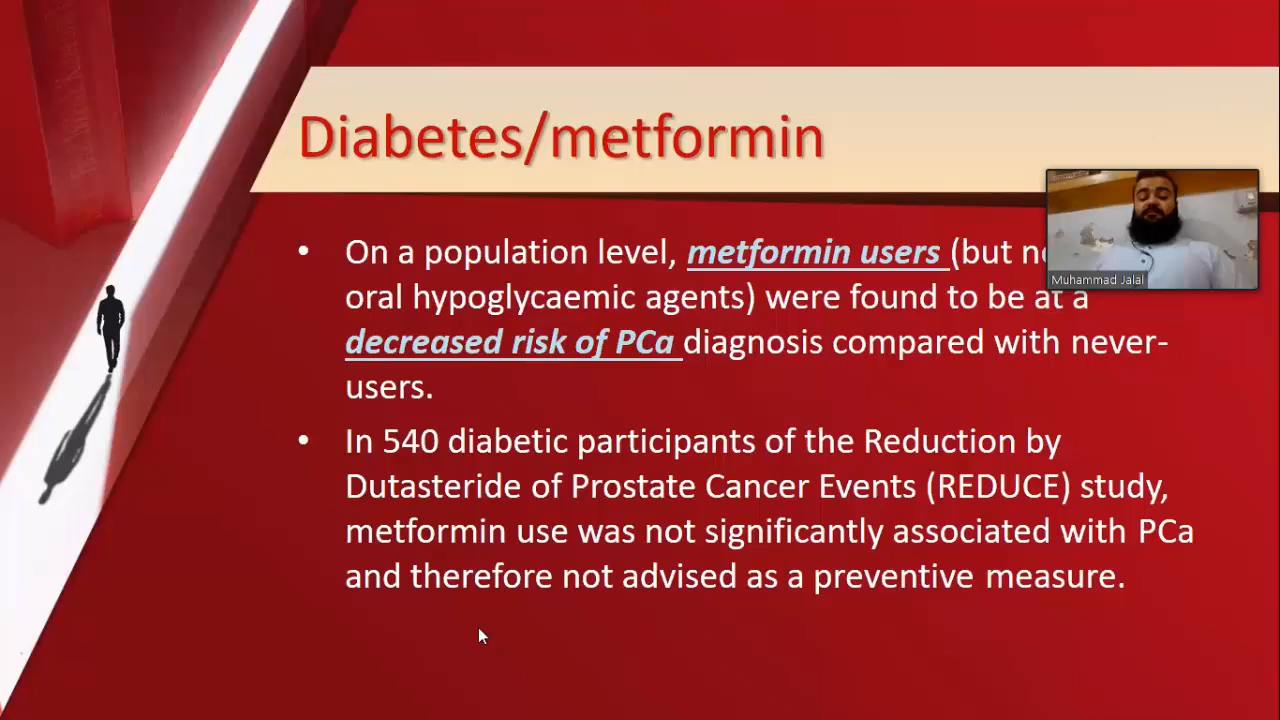 Diabetes/metformin
Muhammad Jalal
• On a population level, metformin users (but
oral hypoglycaemic agents) were found to be at a
decreased risk of PCa diagnosis compared with never-
users.
• In 540 diabetic participants of the Reduction by
Dutasteride of Prostate Cancer Events (REDUCE) study,
metformin use was not significantly associated with PCa
and therefore not advised as a preventive measure.